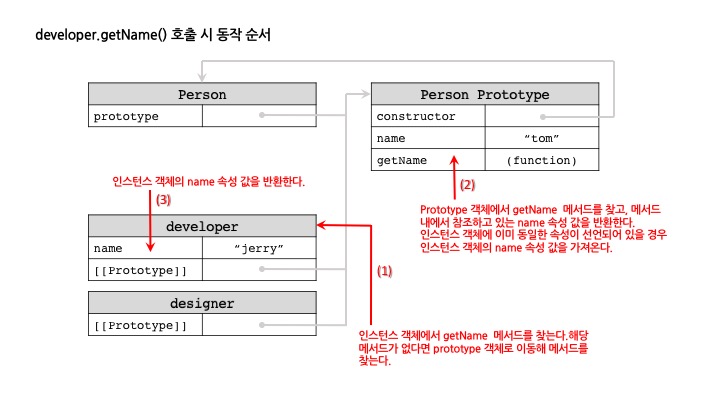 developer.getName() 호출 시 동작 순서
Person
prototype
Person Prototype
constructor
name "tom"
getName (function)
인스턴스 객체의 name 속성 값을 반환한다.
(3)
(2)
Prototype 객체에서 getName 메서드를 찾고, 메서드
내에서 참조하고 있는 name 속성 값을 반환한다.
인스턴스 객체에 이미 동일한 속성이 선언되어 있을 경우
인스턴스 객체의 name 속성 값을 가져온다.
developer
name "jerry"
[[Prototype]]
(1)
designer
[[Prototype]]
인스턴스 객체에서 getName 메서드를 찾는다.해당
메서드가 없다면 prototype 객체로 이동해 메서드를
찾는다.